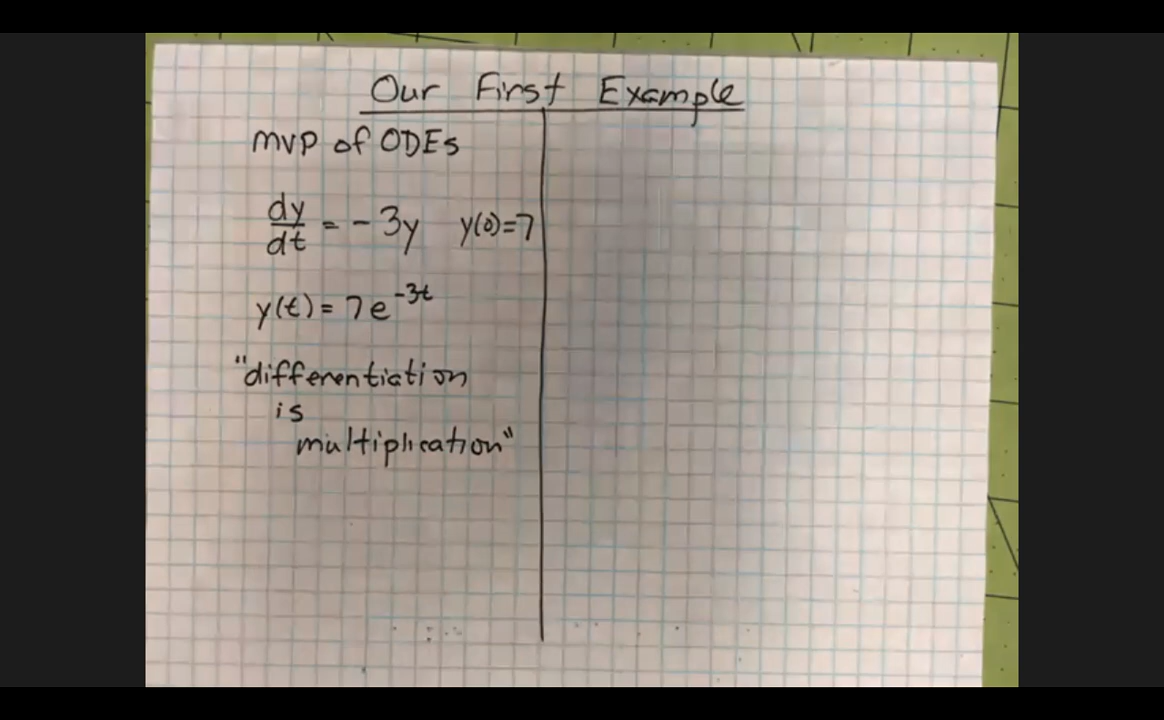 Our First Example
MVP of ODEs
dy/dt = -3y y(0)=7
y(t) = 7e^-3t
"differentiation
is
multiplication"